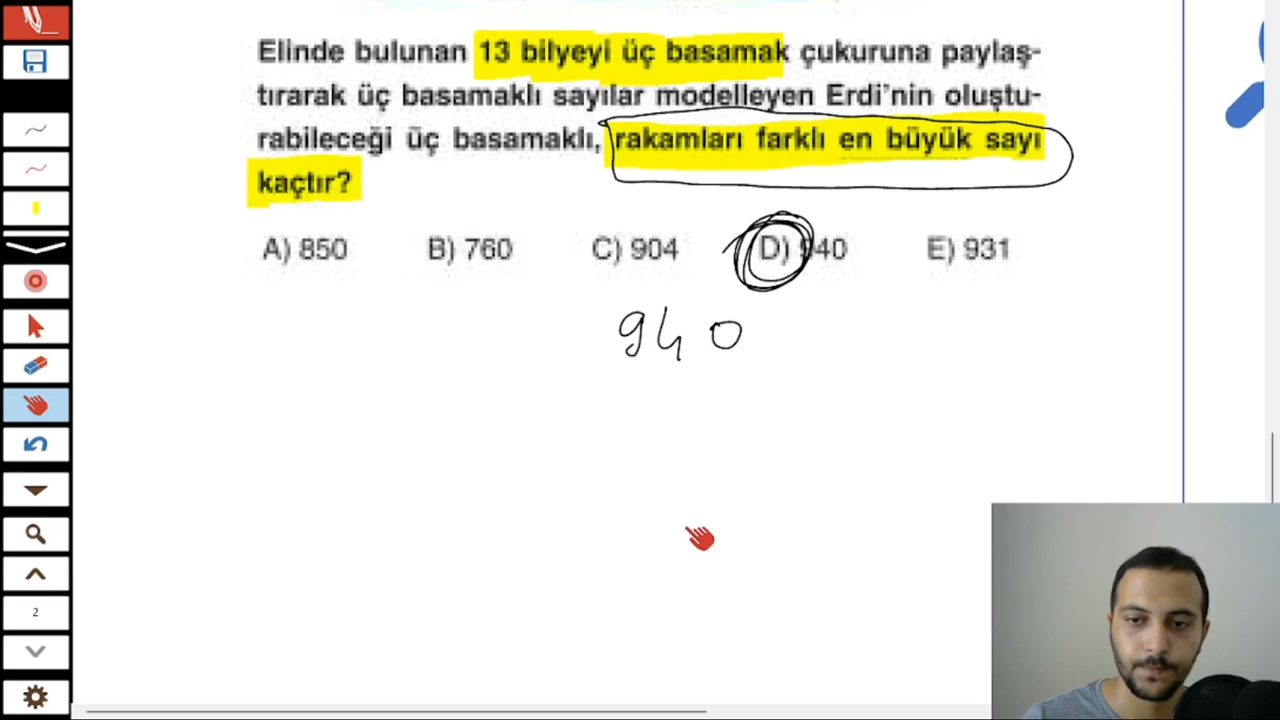 Elinde bulunan 13 bilyeyi üç basamak çukuruna paylaş-
tırarak üç basamaklı sayılar modelleyen Erdi'nin oluştu-
rabileceği üç basamaklı, rakamları farklı en büyük sayı
kaçtır?
A) 850 B) 760 C) 904 D) 940 E) 931
940
2